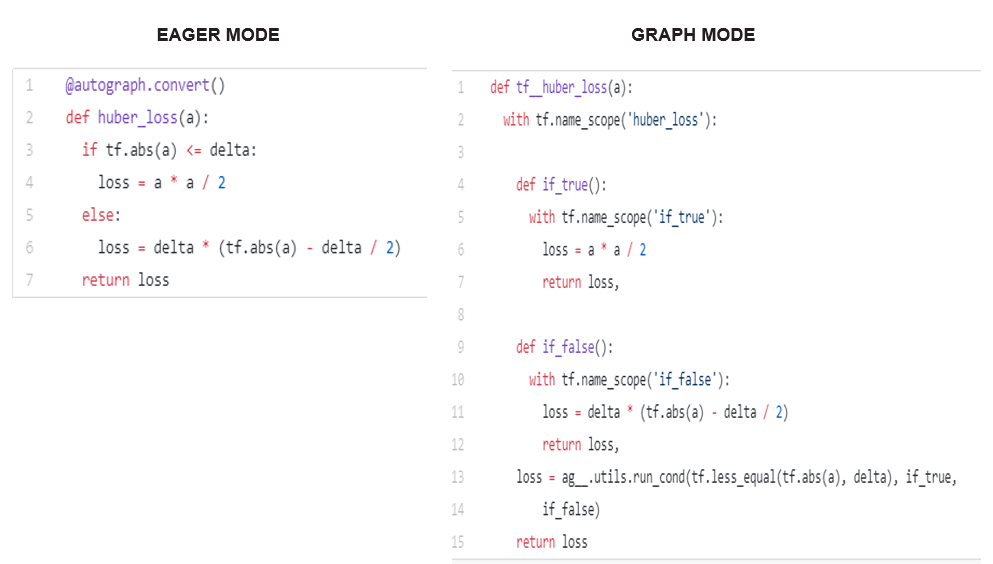 EAGER MODE
1 @autograph.convert()
2 def huber_loss(a):
3 if tf.abs(a) <= delta:
4 loss = a * a / 2
5 else:
6 loss = delta * (tf.abs(a) - delta / 2)
7 return loss
GRAPH MODE
1 def tf__huber_loss(a):
2 with tf.name_scope('huber_loss'):
3
4 def if_true():
5 with tf.name_scope('if_true'):
6 loss = a * a / 2
7 return loss,
8
9 def if_false():
10 with tf.name_scope('if_false'):
11 loss = delta * (tf.abs(a) - delta / 2)
12 return loss,
13 loss = ag__.utils.run_cond(tf.less_equal(tf.abs(a), delta), if_true,
14 if_false)
15 return loss